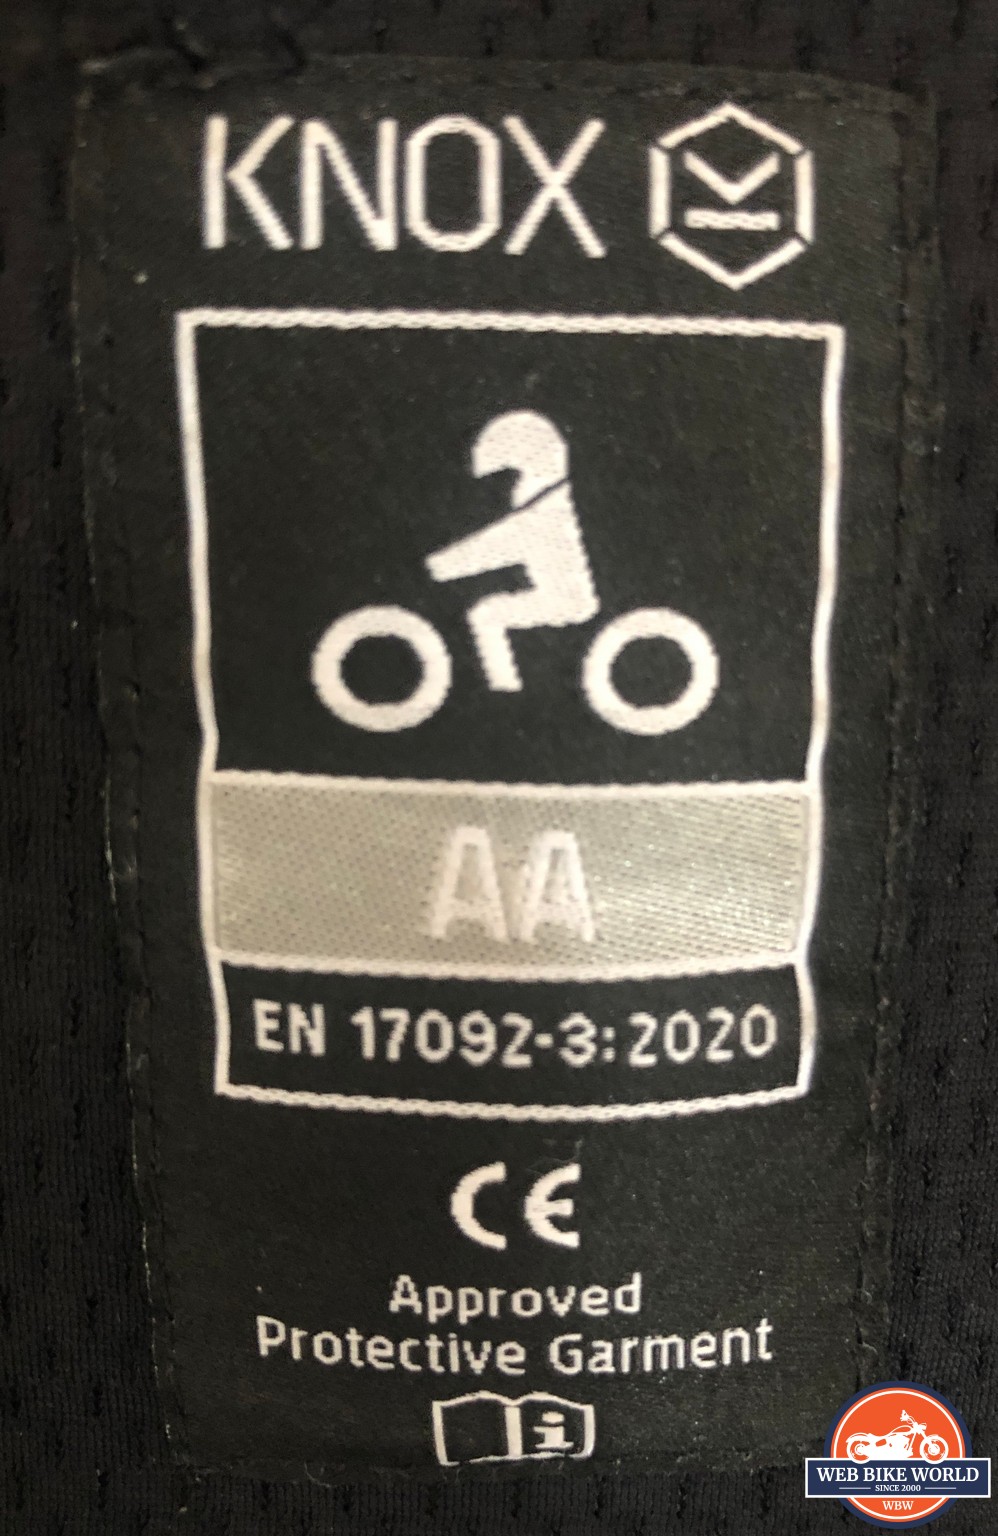 KNOX
AA
EN 17092-3:2020
CE
Approved
Protective Garment
i
WEB BIKE WORLD
SINCE 2000
WBW